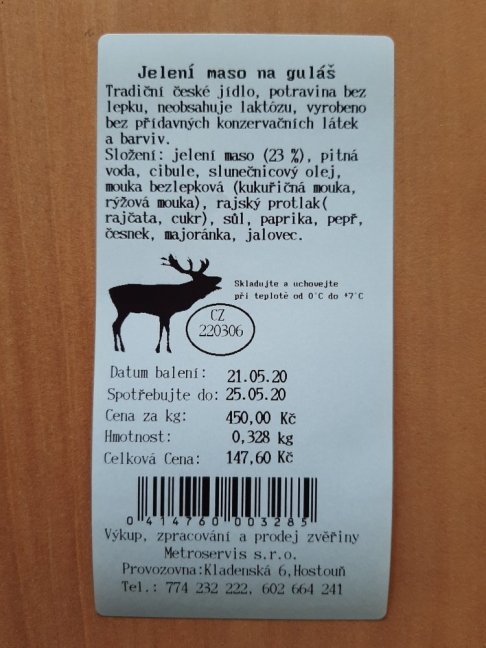 Jelení maso na guláš
Tradiční české jídlo, potravina bez
lepku, neobsahuje laktózu, vyrobeno
bez přídavných konzervačních látek
a barviv.
Složení: jelení maso (23 %), pitná
voda, cibule, slunečnicový olej,
mouka bezlepková (kukuřičná mouka,
rýžová mouka), rajský protlak(
rajčata, cukr), sůl, paprika, pepř,
česnek, majoránka, jalovec.
Skladujte a uchovejte
při teplotě od 0°C do +7°C
CZ
220306
Datum balení: 21.05.20
Spotřebujte do: 25.05.20
Cena za kg: 450,00 Kč
Hmotnost: 0,328 kg
Celková Cena: 147,60 Kč
0 414760 003285
Výkup, zpracování a prodej zvěřiny
Metroservis s.r.o.
Provozovna:Kladenská 6,Hostouň
Tel.: 774 232 222, 602 664 241